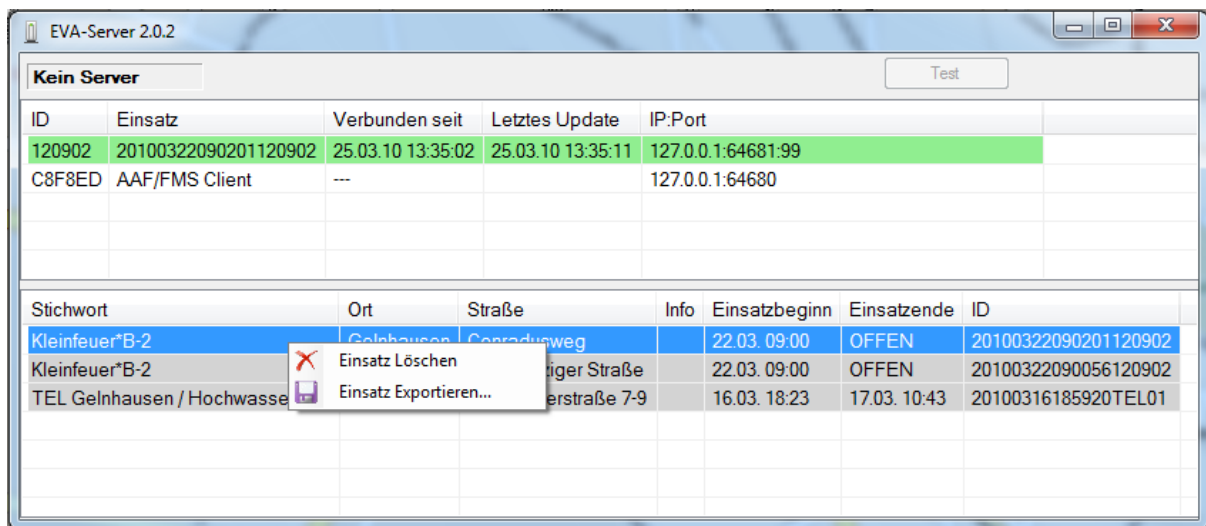 EVA-Server 2.0.2
Kein Server Test
ID Einsatz Verbunden seit Letztes Update IP:Port
120902 20100322090201120902 25.03.10 13:35:02 25.03.10 13:35:11 127.0.0.1:64681:99
C8F8ED AAF/FMS Client --- 127.0.0.1:64680
Stichwort Ort Straße Info Einsatzbeginn Einsatzende ID
Kleinfeuer*B-2 Gelnhausen Conradusweg 22.03. 09:00 OFFEN 20100322090201120902
Einsatz Löschen
Kleinfeuer*B-2 ziger Straße 22.03. 09:00 OFFEN 20100322090056120902
Einsatz Exportieren...
TEL Gelnhausen / Hochwasse erstraße 7-9 16.03. 18:23 17.03. 10:43 20100316185920TEL01